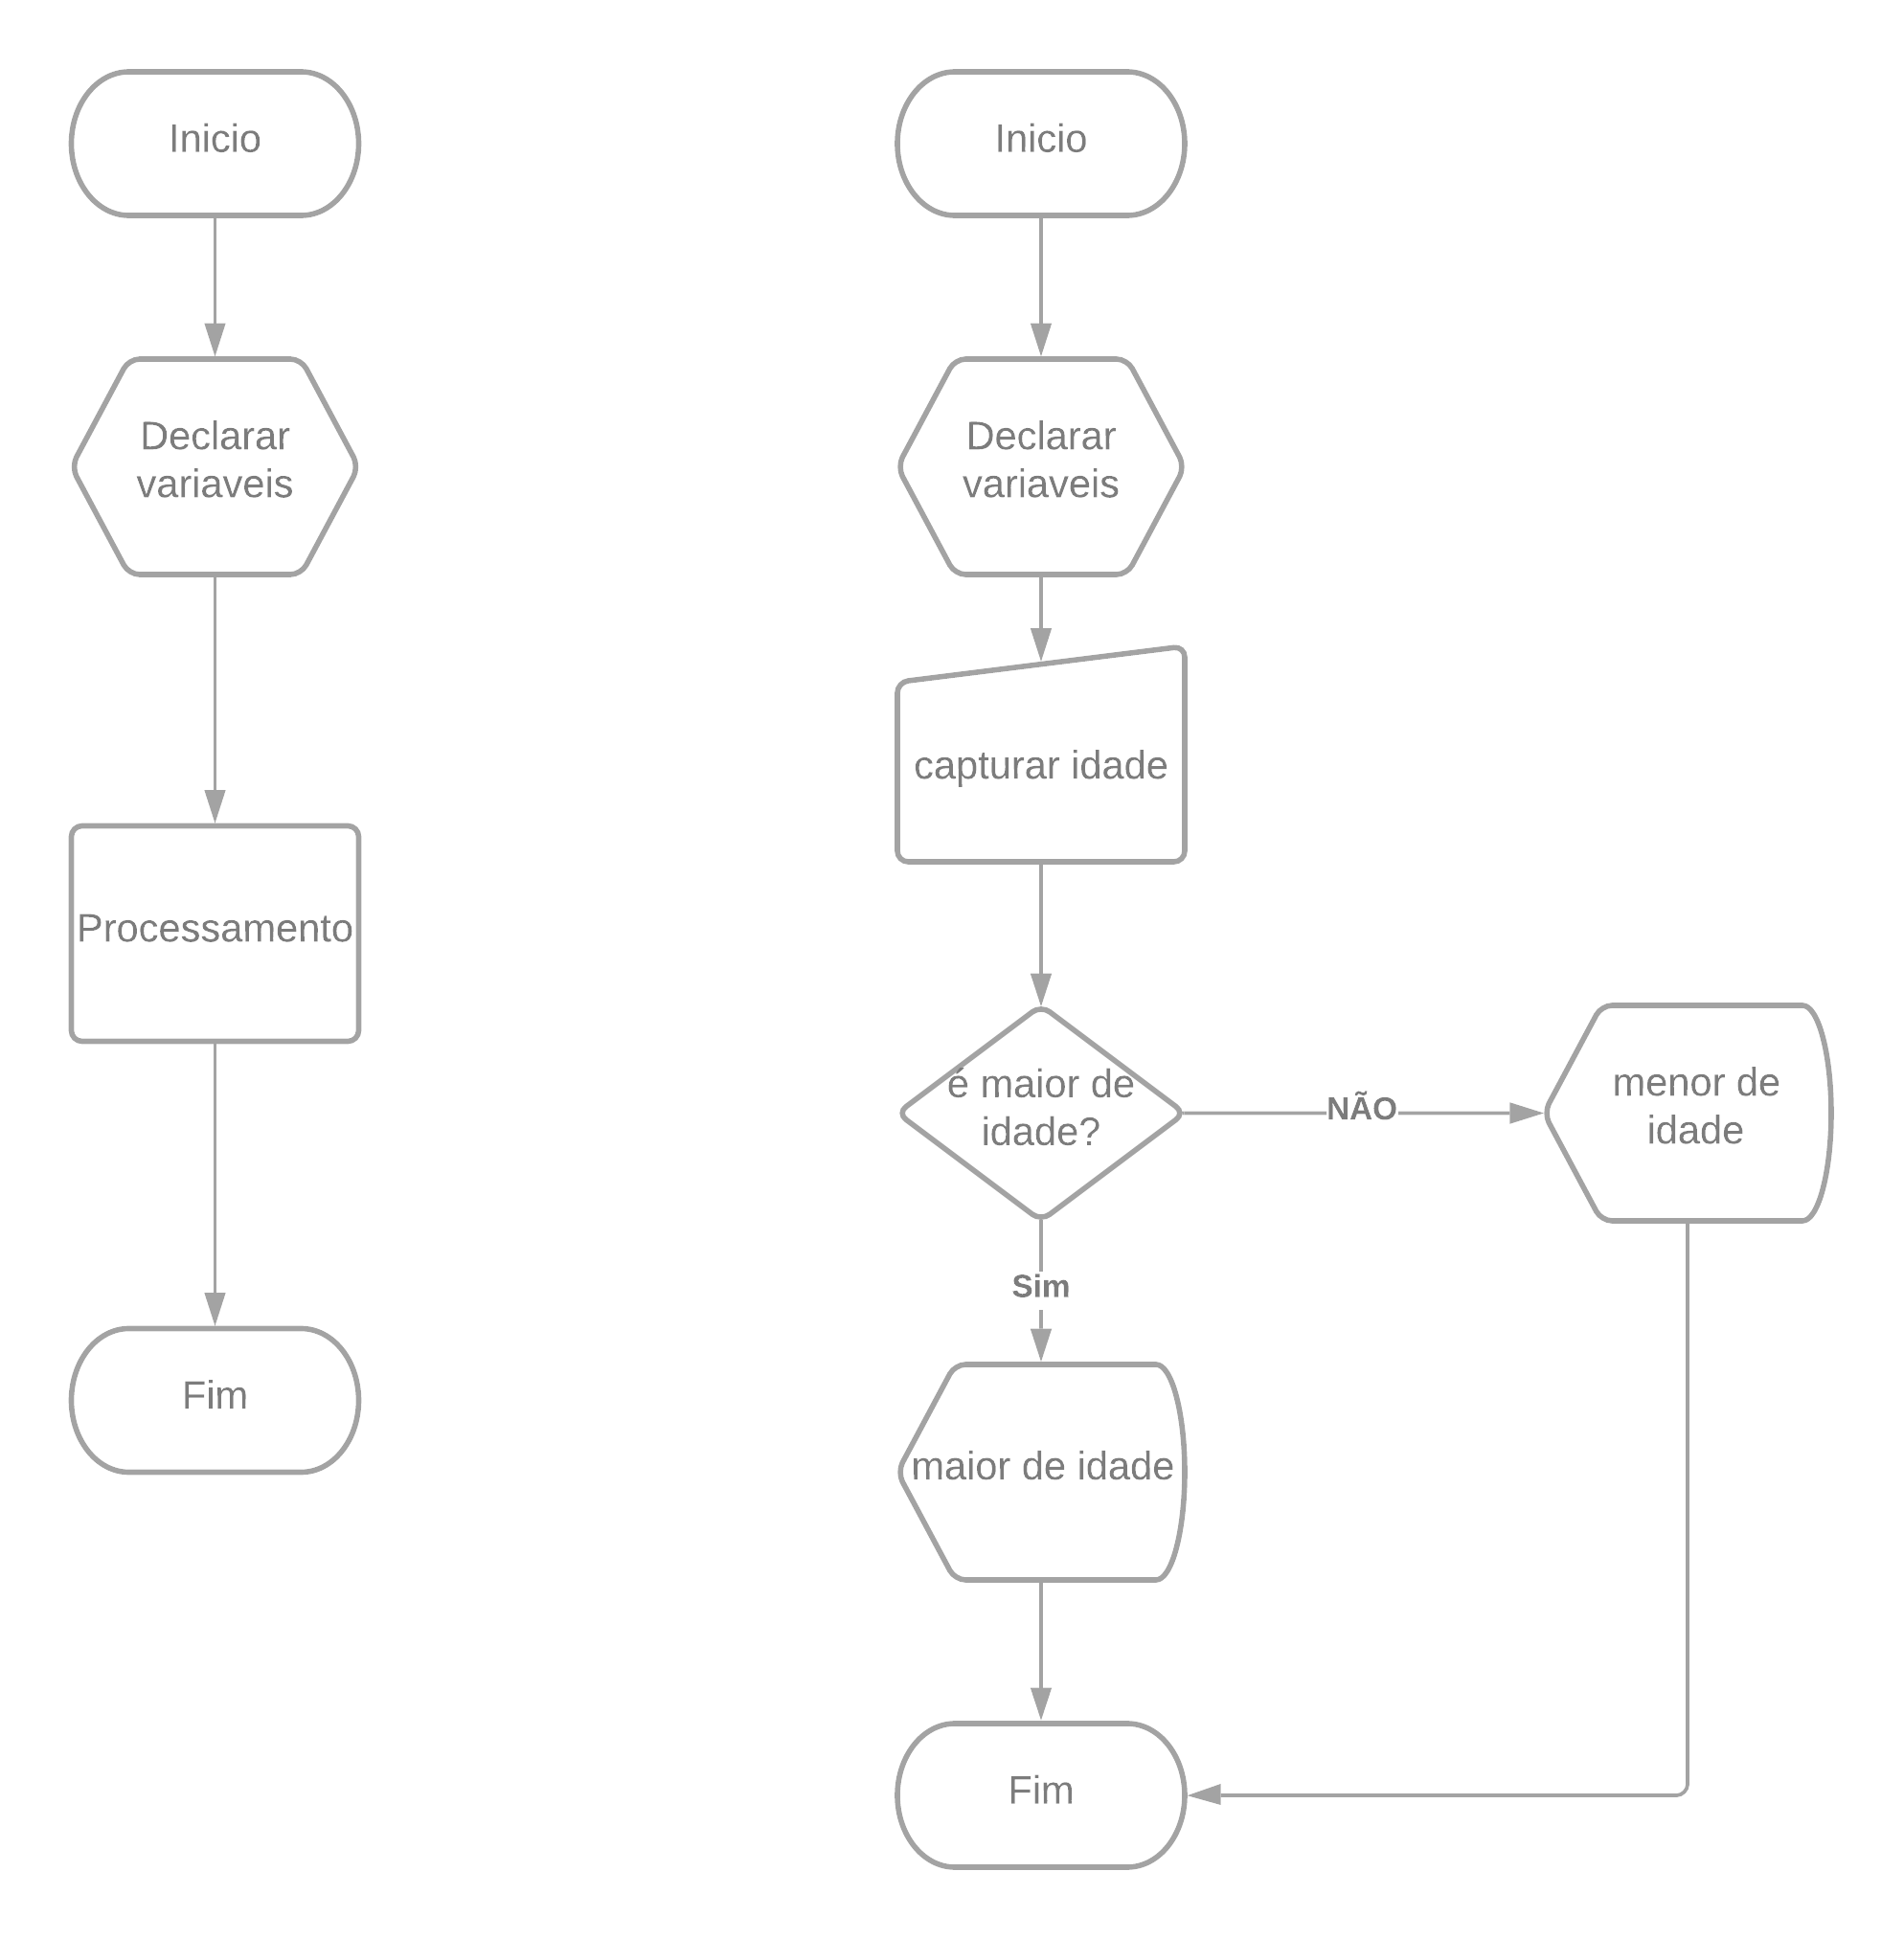 Inicio
Declarar
variaveis
Processamento
Fim
Inicio
Declarar
variaveis
capturar idade
é maior de
idade?
NÃO
menor de
idade
Sim
maior de idade
Fim